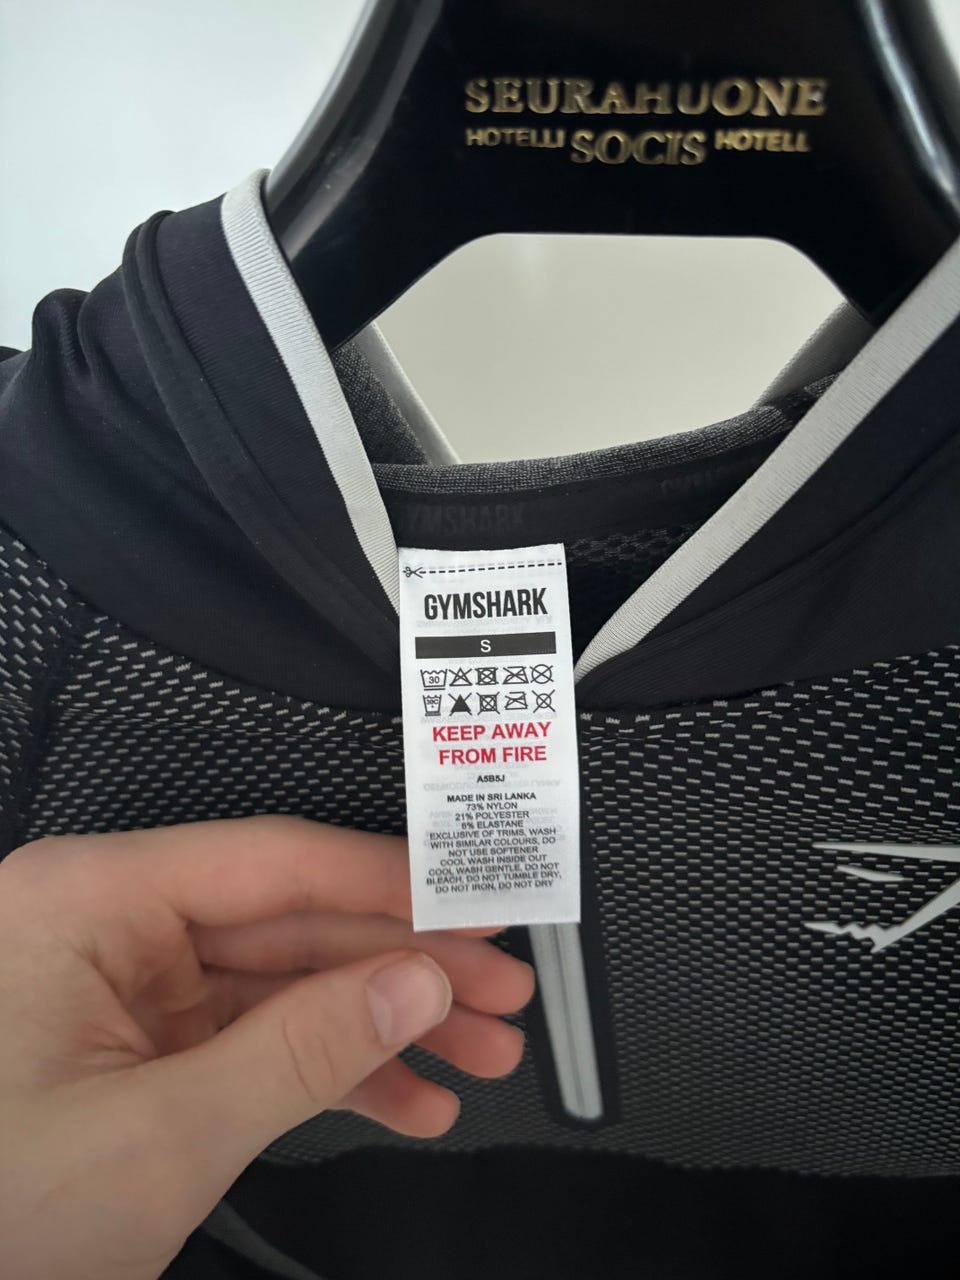 SEURAHUONE
HOTELLI SOCIS HOTELL
YMSHARK
GYMSHARK
S
30
KEEP AWAY
FROM FIRE
A5B5J
MADE IN SRI LANKA
73% NYLON
21% POLYESTER
6% ELASTANE
EXCLUSIVE OF TRIMS, WASH
WITH SIMILAR COLOURS, DO
NOT USE SOFTENER
COOL WASH INSIDE OUT
COOL WASH GENTLE, DO NOT
BLEACH, DO NOT TUMBLE DRY,
DO NOT IRON, DO NOT DRY